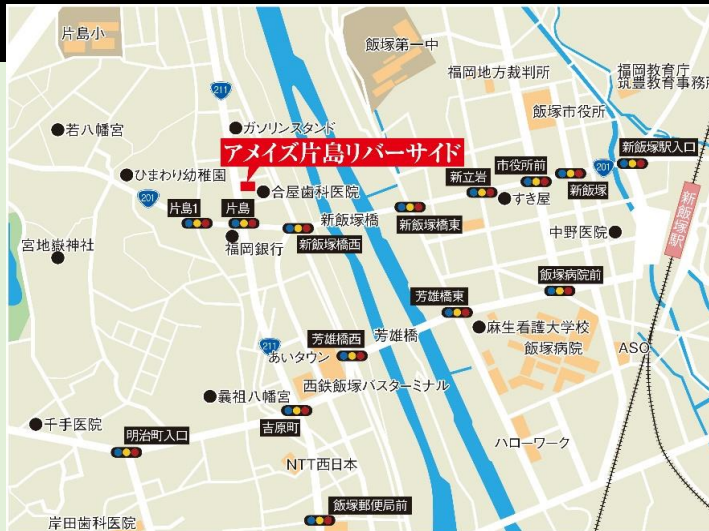 片島小
飯塚第一中
福岡地方裁判所
福岡教育庁
筑豊教育事務所
飯塚市役所
211
若八幡宮
ガソリンスタンド
アメイズ片島リバーサイド
新飯塚駅入口
市役所前
201
ひまわり幼稚園
合屋歯科医院
新立岩
新飯塚
すき屋
201
片島1
片島
新飯塚橋
新飯塚橋東
新飯塚駅
宮地嶽神社
福岡銀行
新飯塚橋西
中野医院
飯塚病院前
芳雄橋東
211
芳雄橋西
芳雄橋
麻生看護大学校
あいタウン
飯塚病院
ASO
西鉄飯塚バスターミナル
曩祖八幡宮
千手医院
吉原町
明治町入口
ハローワーク
NTT西日本
飯塚郵便局前
岸田歯科医院